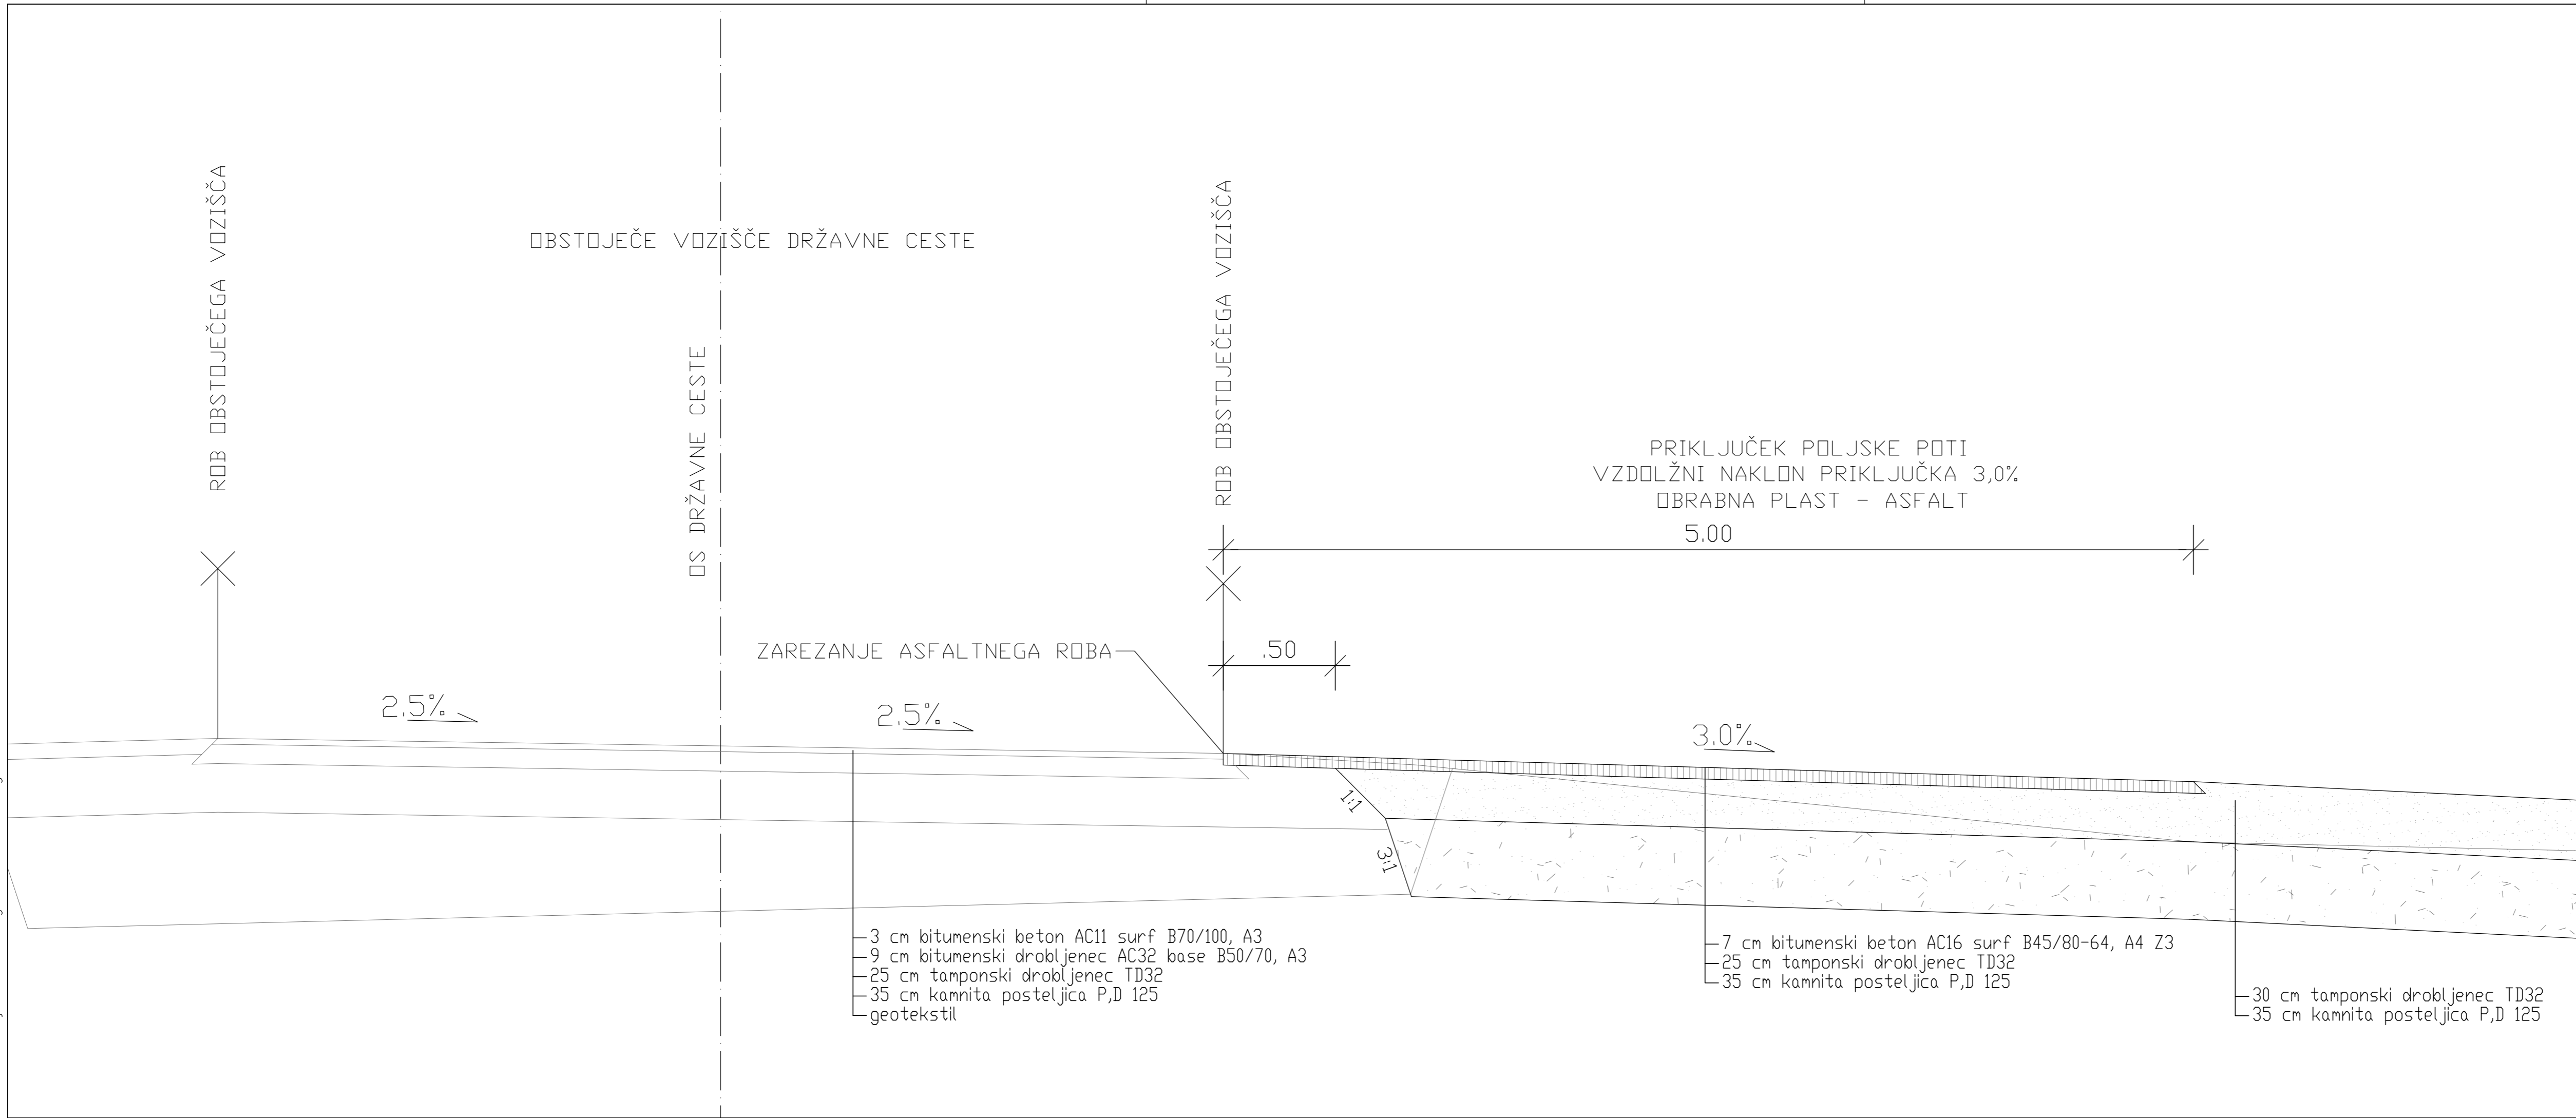 ROB OBSTOJEČEGA VOZIŠČA
OBSTOJEČE VOZIŠČE DRŽAVNE CESTE
OS DRŽAVNE CESTE
ROB OBSTOJEČEGA VOZIŠČA
PRIKLJUČEK POLJSKE POTI
VZDOLŽNI NAKLON PRIKLJUČKA 3,0%
OBRABNA PLAST - ASFALT
5.00
ZAREZANJE ASFALTNEGA ROBA
.50
2.5%
2.5%
3.0%
1:1
3:1
3 cm bitumenski beton AC11 surf B70/100, A3
9 cm bitumenski drobljenec AC32 base B50/70, A3
25 cm tamponski drobljenec TD32
35 cm kamnita posteljica P,D 125
geotekstil
7 cm bitumenski beton AC16 surf B45/80-64, A4 Z3
25 cm tamponski drobljenec TD32
35 cm kamnita posteljica P,D 125
30 cm tamponski drobljenec TD32
35 cm kamnita posteljica P,D 125